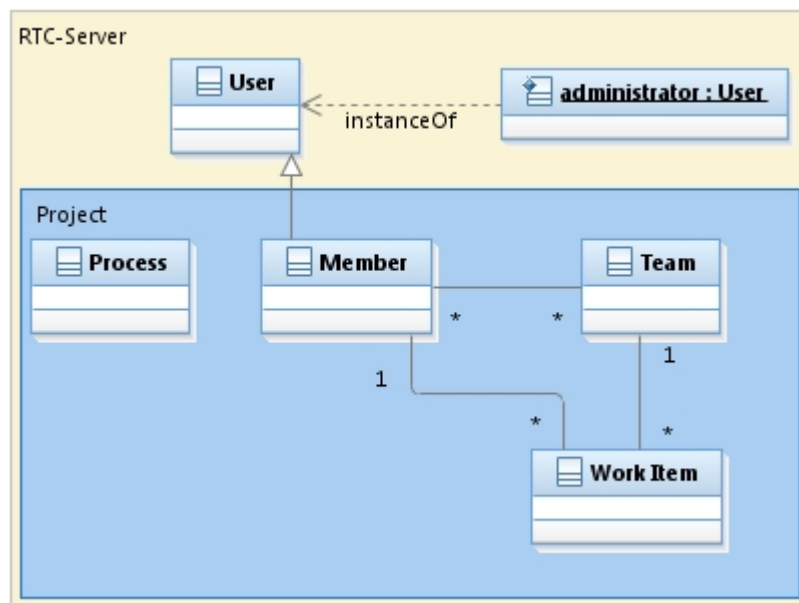 RTC-Server
User
administrator : User
instanceOf
Project
Process
Member
Team
* *
1 1
* *
Work Item